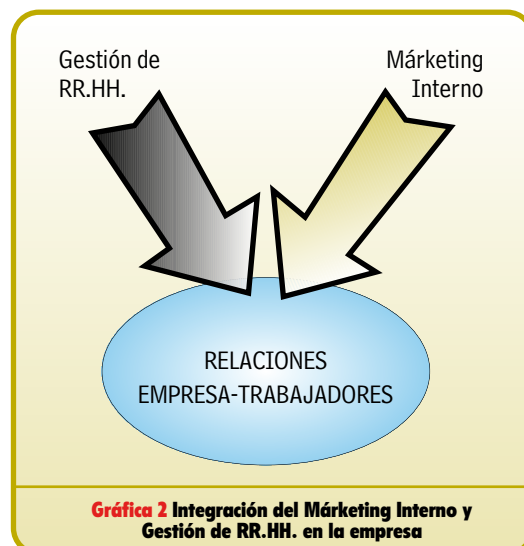 Gestión de
RR.HH.
Márketing
Interno
RELACIONES
EMPRESA-TRABAJADORES
Gráfica 2 Integración del Márketing Interno y
Gestión de RR.HH. en la empresa